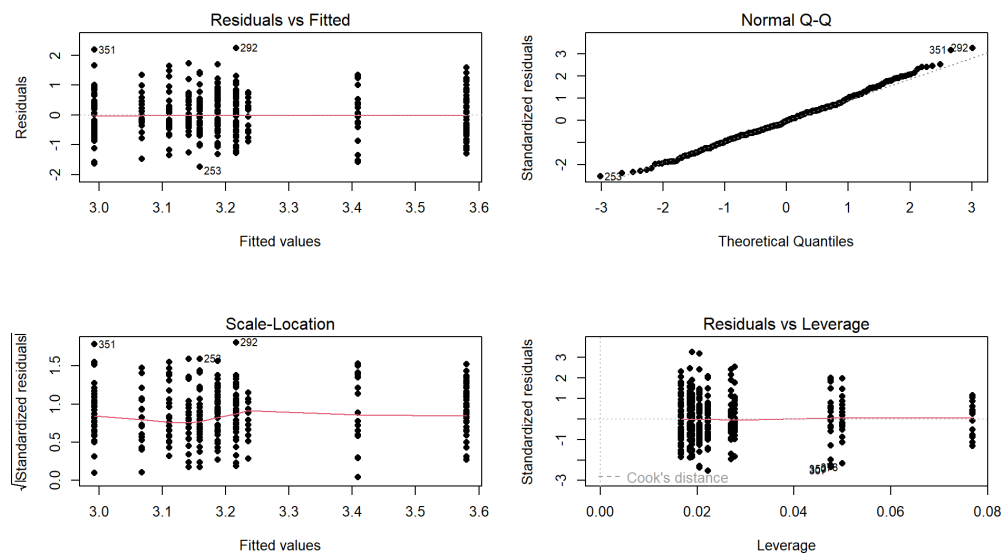 Residuals vs Fitted
Residuals
2
1
0
-1
-2
351
292
253
3.0 3.1 3.2 3.3 3.4 3.5 3.6
Fitted values
Normal Q-Q
Standardized residuals
3
2
0
-2
351
292
253
-3 -2 -1 0 1 2 3
Theoretical Quantiles
Scale-Location
√|Standardized residuals|
1.5
1.0
0.5
0.0
351
253
292
3.0 3.1 3.2 3.3 3.4 3.5 3.6
Fitted values
Residuals vs Leverage
Standardized residuals
3
1
-1
-3
Cook's distance
0.00 0.02 0.04 0.06 0.08
Leverage